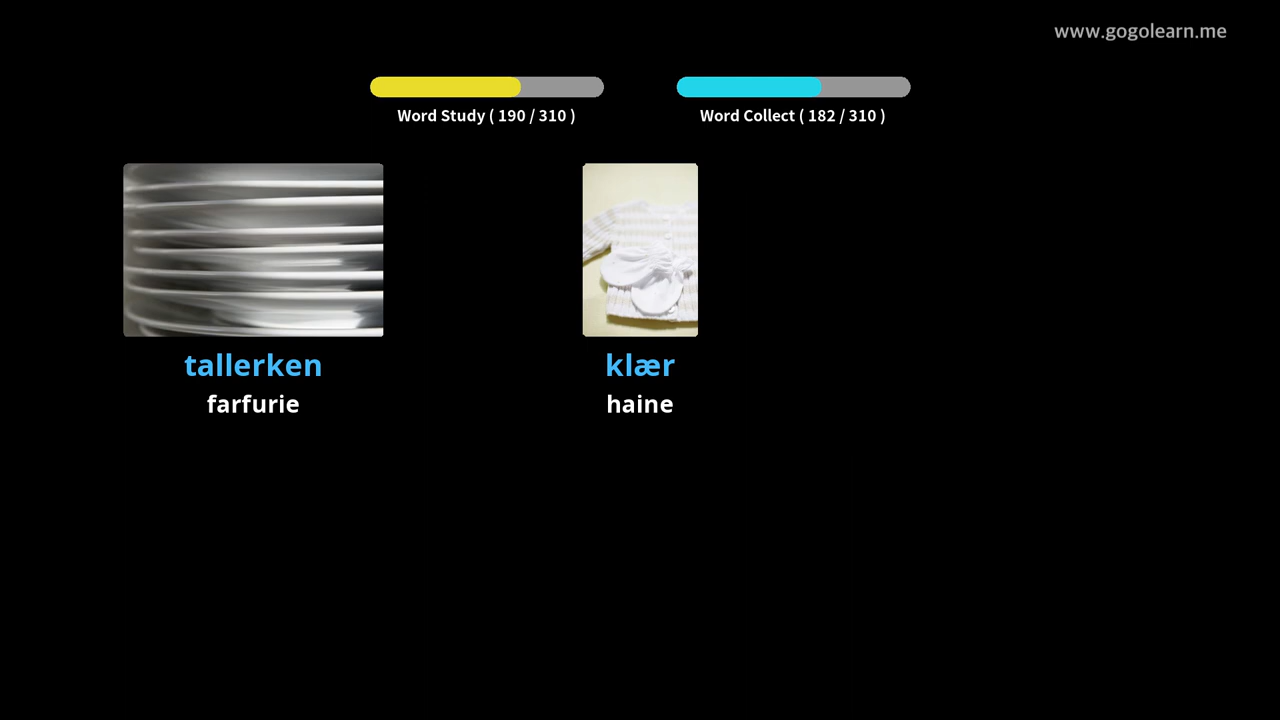 www.gogolearn.me
Word Study ( 190 / 310 )
Word Collect ( 182 / 310 )
tallerken
farfurie
klær
haine